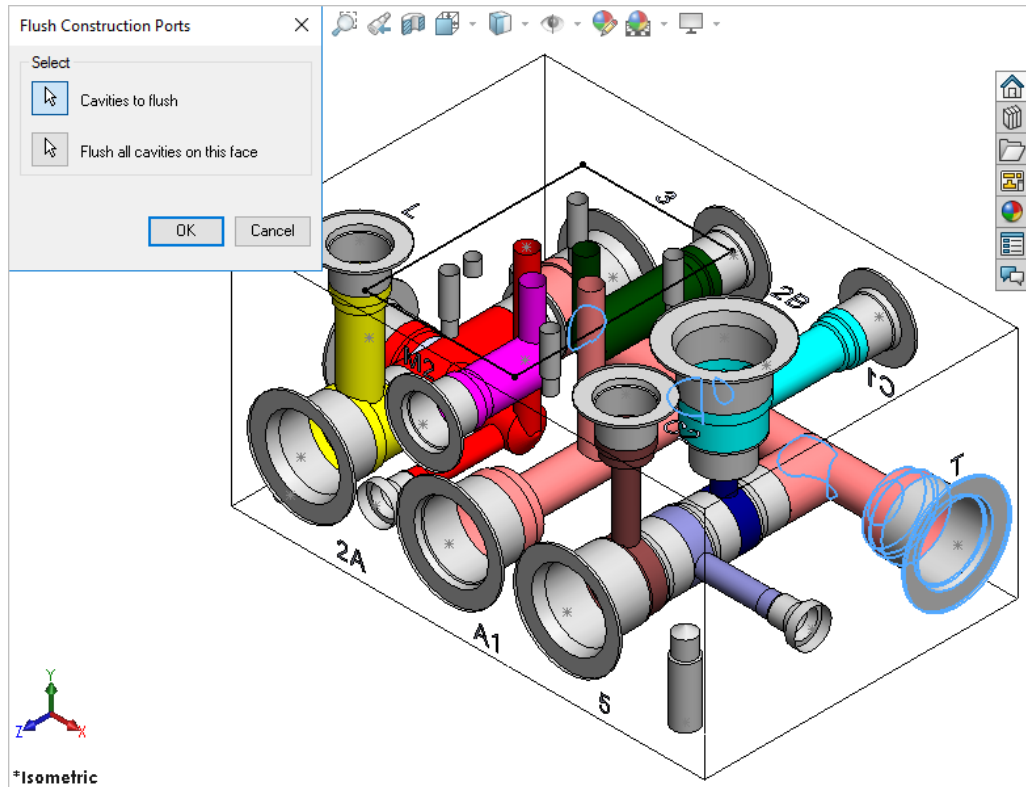 Flush Construction Ports
Select
Cavities to flush
Flush all cavities on this face
OK
Cancel
L
3
2B
M2
C1
T
2A
A1
5
Y
Z
X
*Isometric